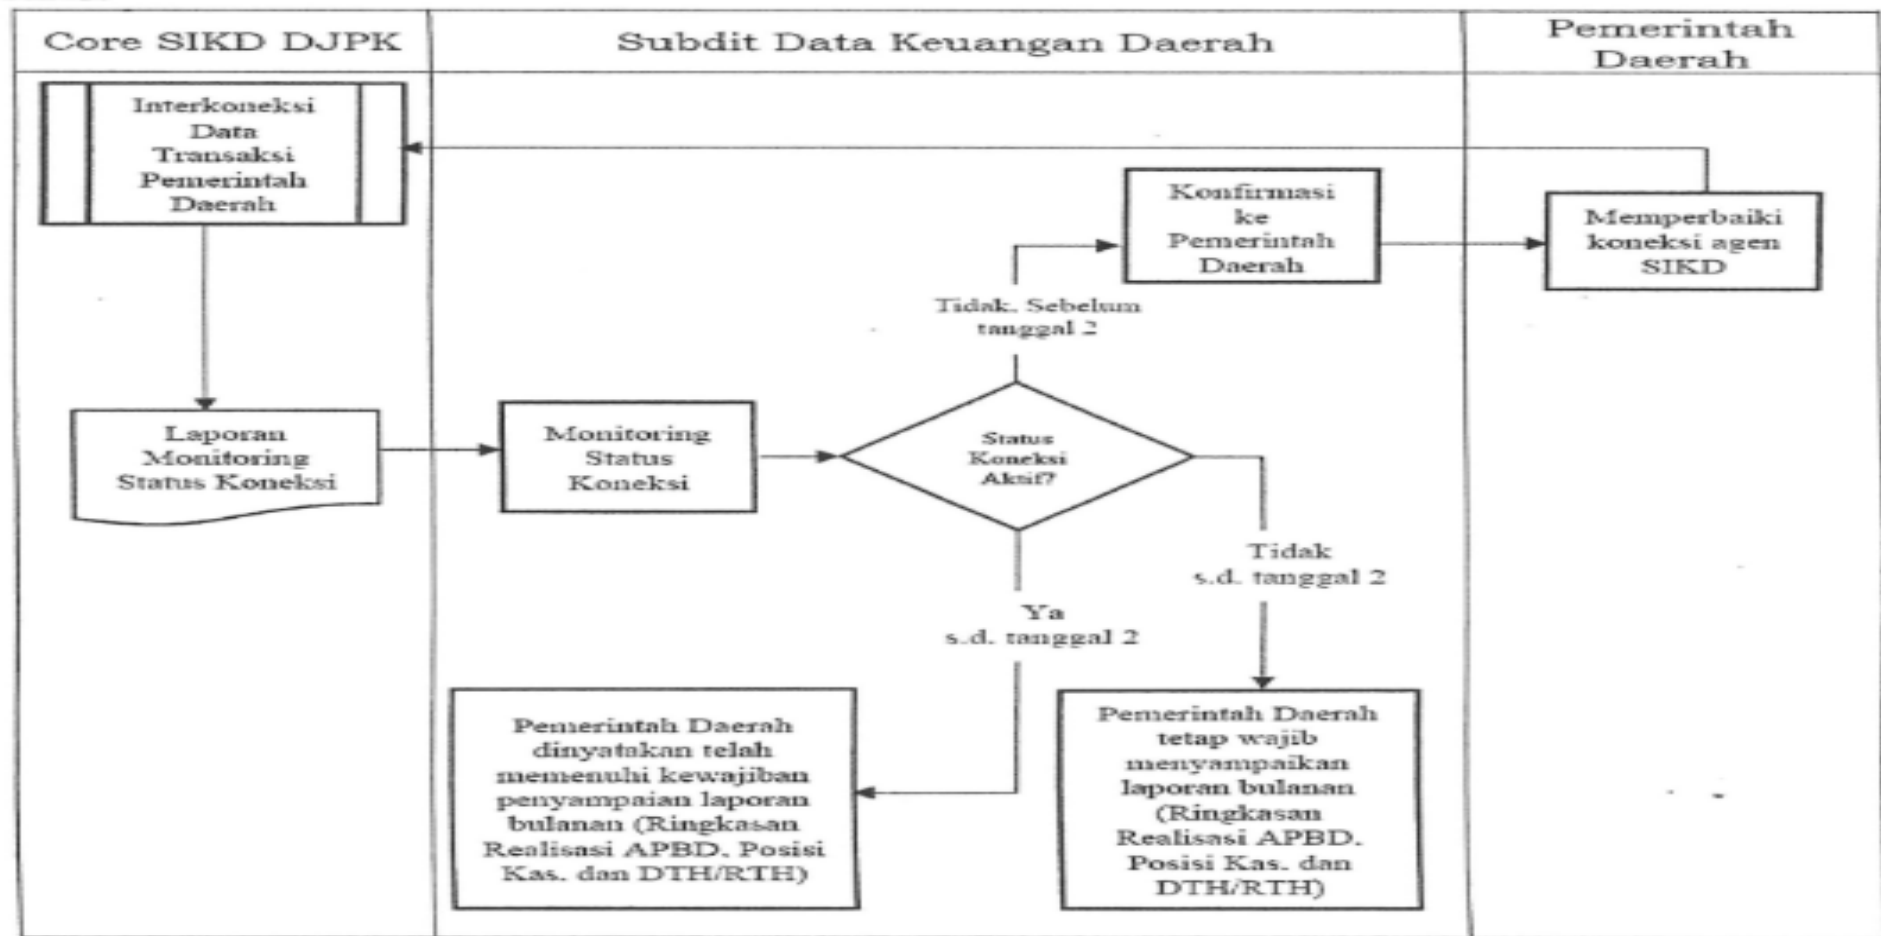 Core SIKD DJPK
Subdit Data Keuangan Daerah
Pemerintah
Daerah
Interkoneksi
Data
Transaksi
Pemerintah
Daerah
Konfirmasi
ke
Pemerintah
Daerah
Memperbaiki
koneksi agen
SIKD
Tidak. Sebelum
tanggal 2
Laporan
Monitoring
Status Koneksi
Monitoring
Status
Koneksi
Status
Koneksi
Aktif?
Tidak
s.d. tanggal 2
Ya
s.d. tanggal 2
Pemerintah Daerah
dinyatakan telah
memenuhi kewajiban
penyampaian laporan
bulanan (Ringkasan
Realisasi APBD. Posisi
Kas. dan DTH/RTH)
Pemerintah Daerah
tetap wajib
menyampaikan
laporan bulanan
(Ringkasan
Realisasi APBD.
Posisi Kas. dan
DTH/RTH)